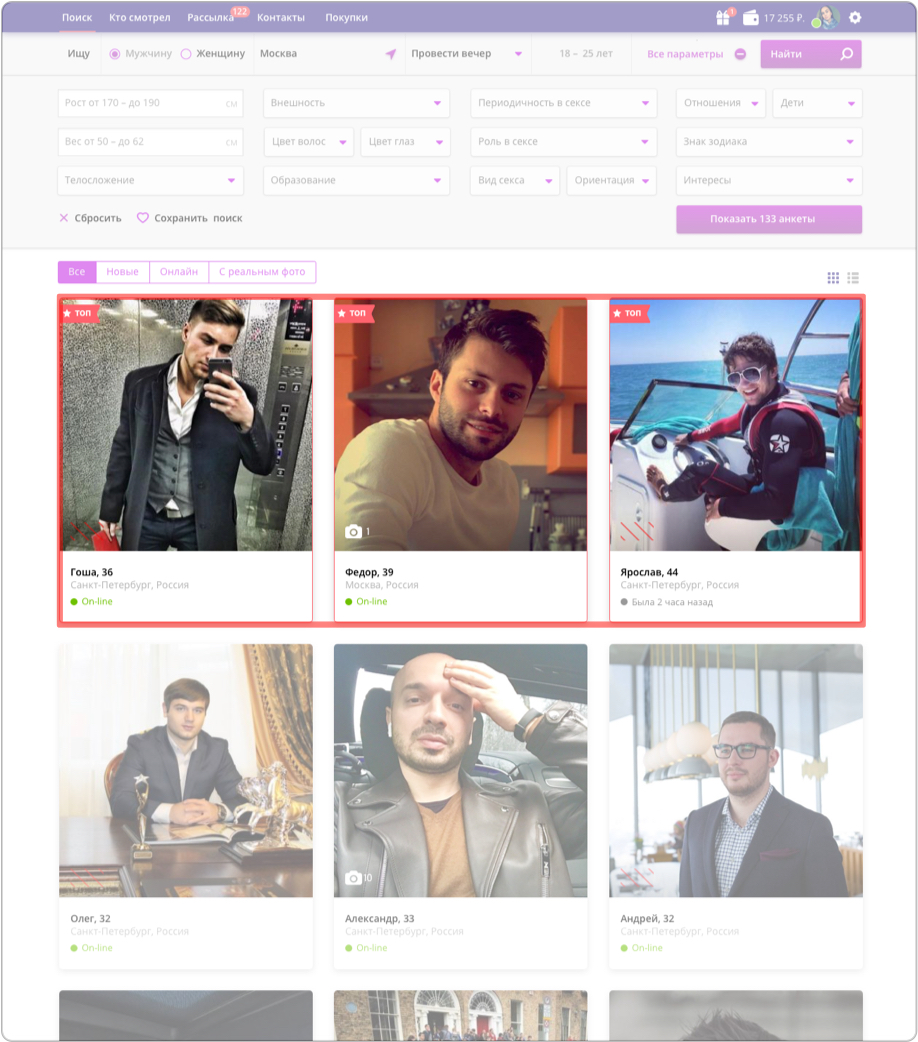 Поиск Кто смотрел Рассылка 122 Контакты Покупки 1 17 255 ₽.
Ищу Мужчину Женщину Москва Провести вечер 18 – 25 лет Все параметры Найти
Рост от 170 – до 190 см Внешность Периодичность в сексе Отношения Дети
Вес от 50 – до 62 см Цвет волос Цвет глаз Роль в сексе Знак зодиака
Телосложение Образование Вид секса Ориентация Интересы
Сбросить Сохранить поиск Показать 133 анкеты
Все Новые Онлайн С реальным фото
ТОП ТОП ТОП
1
Гоша, 36 Федор, 39 Ярослав, 44
Санкт-Петербург, Россия Москва, Россия Санкт-Петербург, Россия
On-line On-line Была 2 часа назад
10
Олег, 32 Александр, 33 Андрей, 32
Санкт-Петербург, Россия Санкт-Петербург, Россия Санкт-Петербург, Россия
On-line On-line On-line